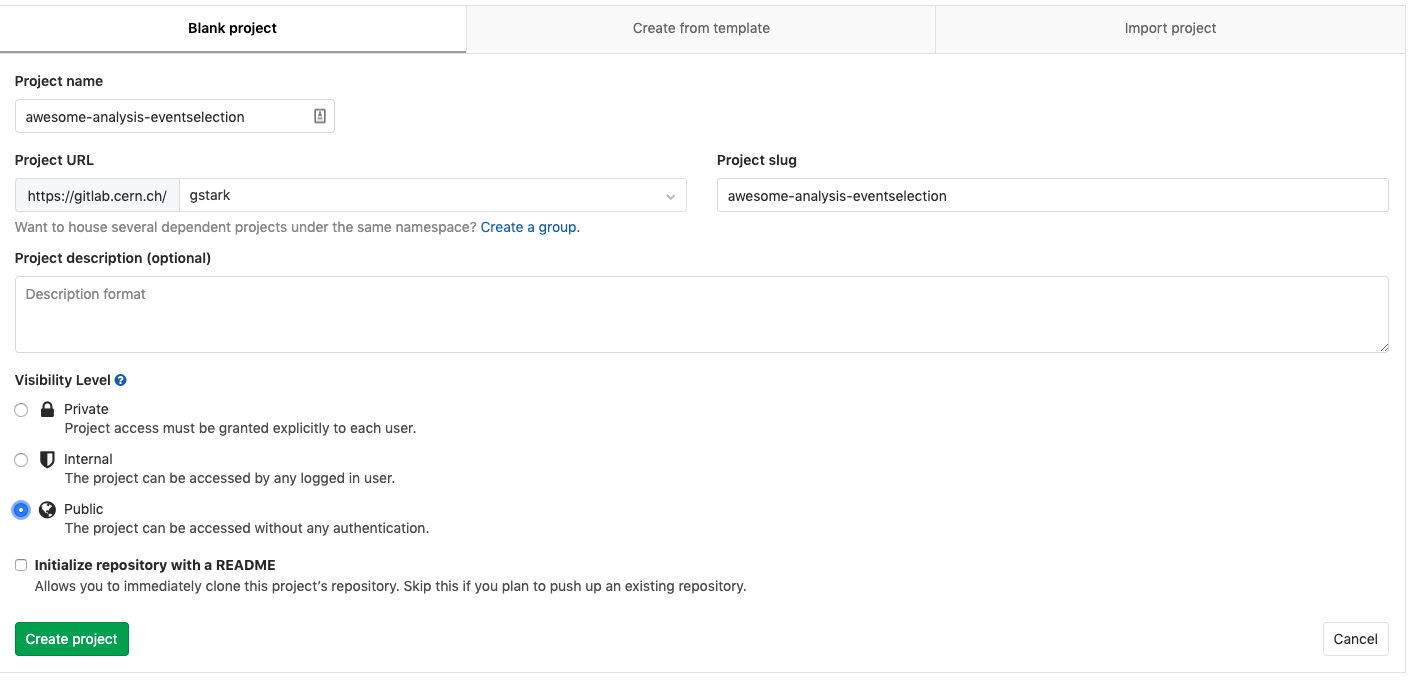 Blank project
Create from template
Import project
Project name
awesome-analysis-eventselection
Project URL
Project slug
https://gitlab.cern.ch/ gstark
awesome-analysis-eventselection
Want to house several dependent projects under the same namespace? Create a group.
Project description (optional)
Description format
Visibility Level ?
Private
Project access must be granted explicitly to each user.
Internal
The project can be accessed by any logged in user.
Public
The project can be accessed without any authentication.
Initialize repository with a README
Allows you to immediately clone this project’s repository. Skip this if you plan to push up an existing repository.
Create project
Cancel